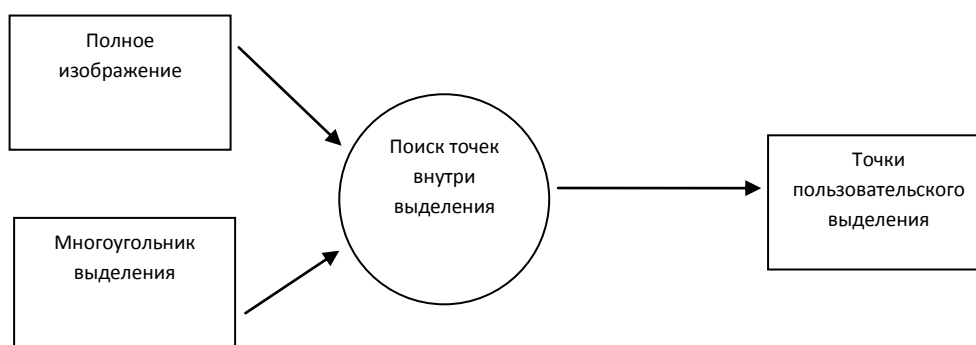 Полное
изображение
Поиск точек
внутри
выделения
Точки
пользовательского
выделения
Многоугольник
выделения